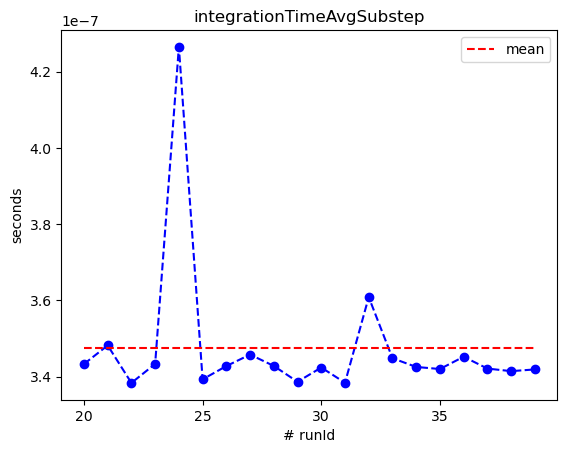 integrationTimeAvgSubstep
1e−7
mean
seconds
4.2
4.0
3.8
3.6
3.4
20
25
30
35
# runId